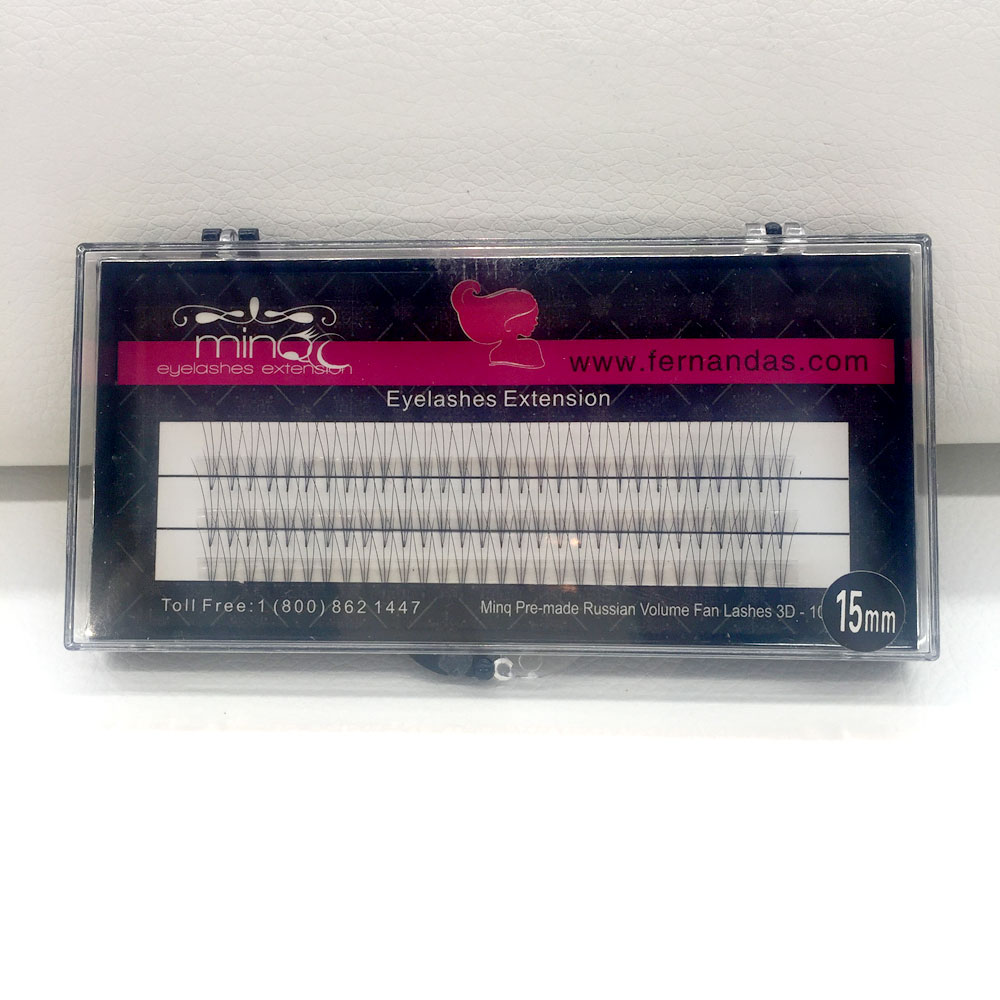 minq
eyelashes extension
www.fernandas.com
Eyelashes Extension
Toll Free: 1 (800) 862 1447
Minq Pre-made Russian Volume Fan Lashes 3D - 10
15mm